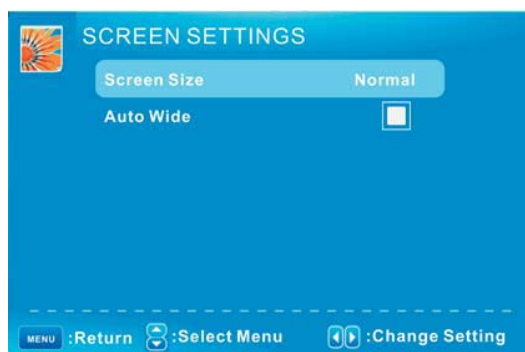 SCREEN SETTINGS
Screen Size Normal
Auto Wide
MENU :Return :Select Menu :Change Setting